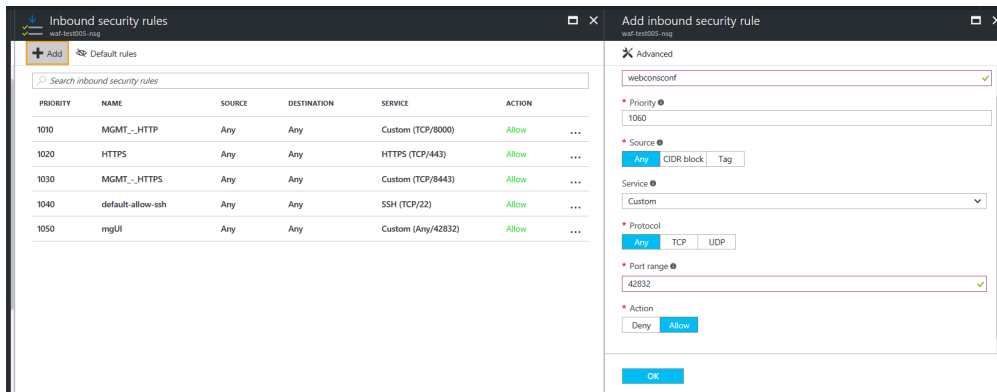 Inbound security rules
waf-test005-nsg
Add Default rules
Search inbound security rules
PRIORITY NAME SOURCE DESTINATION SERVICE ACTION
1010 MGMT_-_HTTP Any Any Custom (TCP/8000) Allow ...
1020 HTTPS Any Any HTTPS (TCP/443) Allow ...
1030 MGMT_-_HTTPS Any Any Custom (TCP/8443) Allow ...
1040 default-allow-ssh Any Any SSH (TCP/22) Allow ...
1050 mgUI Any Any Custom (Any/42832) Allow ...
Add inbound security rule
waf-test005-nsg
Advanced
webconsconf
* Priority
1060
* Source
Any CIDR block Tag
Service
Custom
* Protocol
Any TCP UDP
* Port range
42832
* Action
Deny Allow
OK